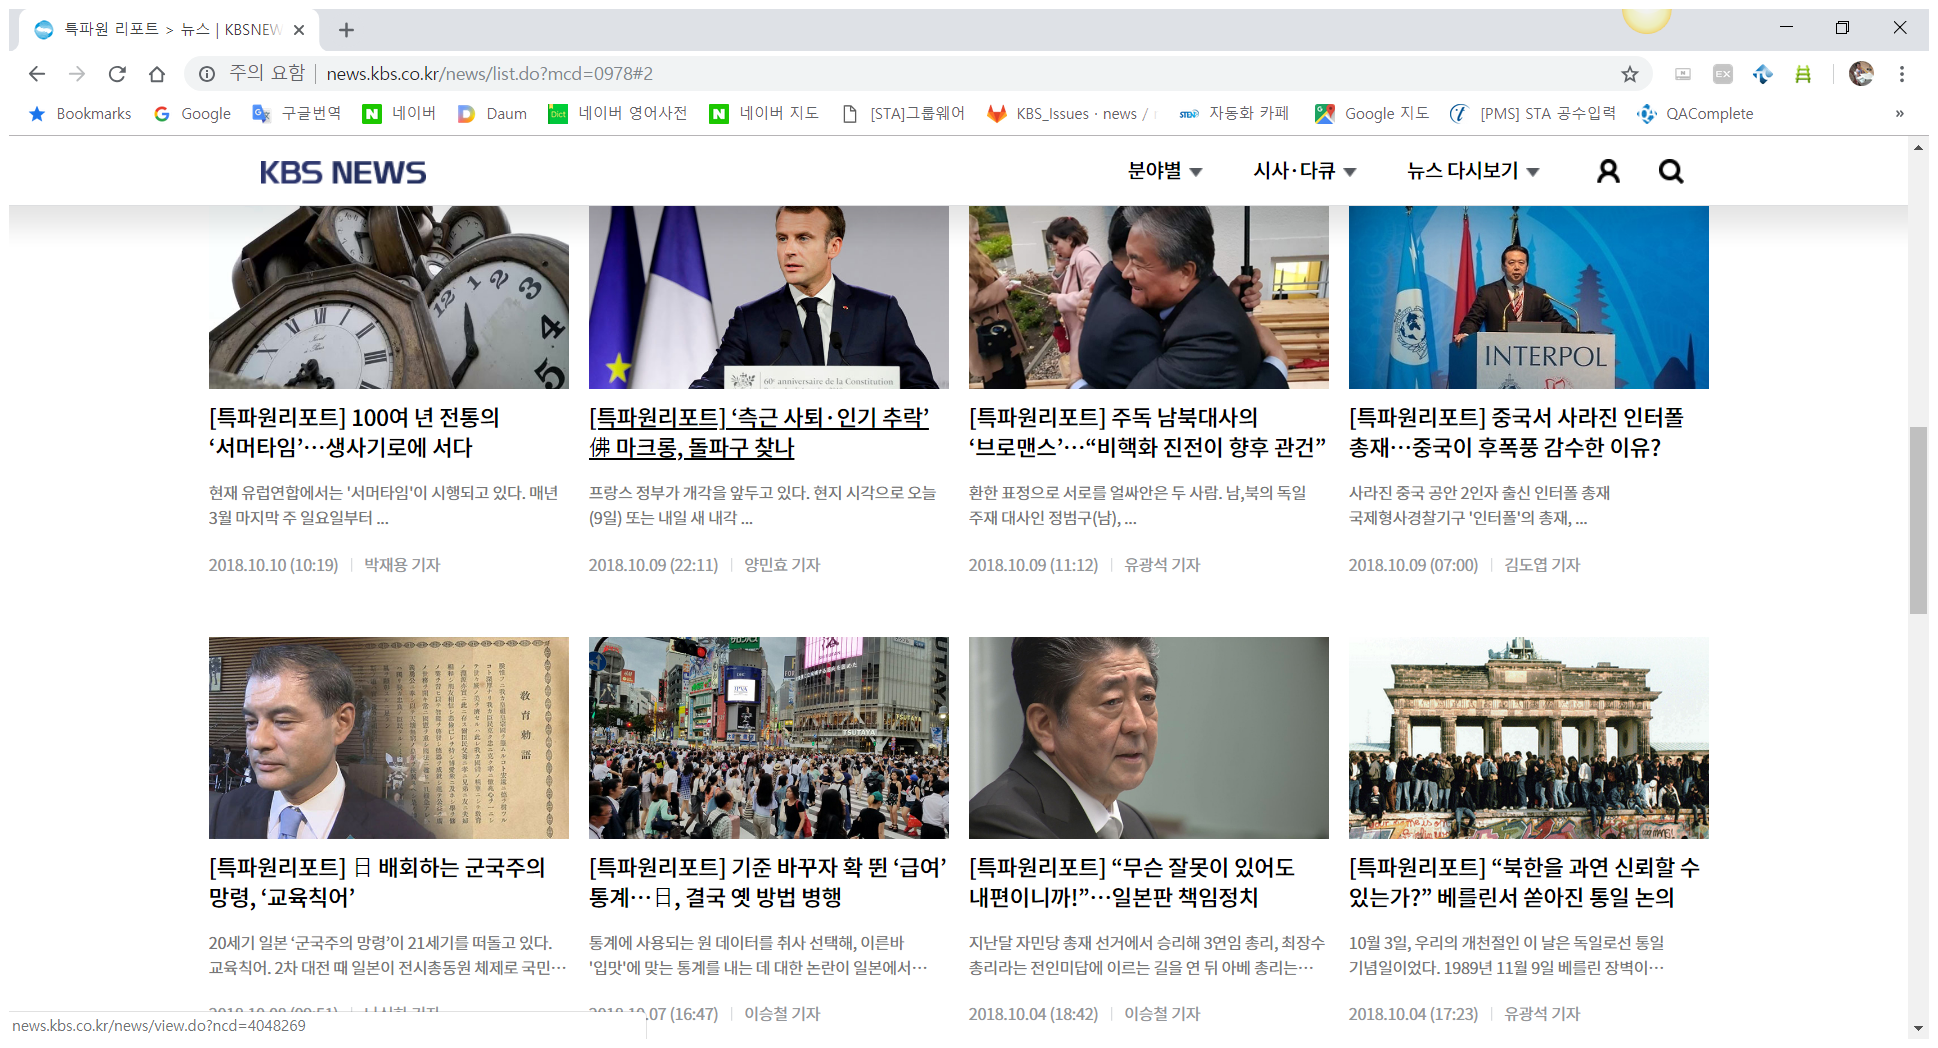 특파원 리포트 > 뉴스 | KBSNEW
주의 요함 | news.kbs.co.kr/news/list.do?mcd=0978#2
Bookmarks Google 구글번역 네이버 Daum 네이버 영어사전 네이버 지도 [STA]그룹웨어 KBS_Issues · news / 자동화 카페 Google 지도 [PMS] STA 공수입력 QAComplete »
KBS NEWS 분야별 시사·다큐 뉴스 다시보기
60e anniversaire de la Constitution
INTERPOL
[특파원리포트] 100여 년 전통의
‘서머타임’…생사기로에 서다
현재 유럽연합에서는 '서머타임'이 시행되고 있다. 매년
3월 마지막 주 일요일부터 ...
2018.10.10 (10:19) | 박재용 기자
[특파원리포트] ‘측근 사퇴·인기 추락’
佛 마크롱, 돌파구 찾나
프랑스 정부가 개각을 앞두고 있다. 현지 시각으로 오늘
(9일) 또는 내일 새 내각 ...
2018.10.09 (22:11) | 양민효 기자
[특파원리포트] 주독 남북대사의
‘브로맨스’…“비핵화 진전이 향후 관건”
환한 표정으로 서로를 얼싸안은 두 사람. 남,북의 독일
주재 대사인 정범구(남), ...
2018.10.09 (11:12) | 유광석 기자
[특파원리포트] 중국서 사라진 인터폴
총재…중국이 후폭풍 감수한 이유?
사라진 중국 공안 2인자 출신 인터폴 총재
국제형사경찰기구 '인터폴'의 총재, ...
2018.10.09 (07:00) | 김도엽 기자
教育勅語
TSUTAYA
[특파원리포트] 日 배회하는 군국주의
망령, ‘교육칙어’
20세기 일본 ‘군국주의 망령’이 21세기를 떠돌고 있다.
교육칙어. 2차 대전 때 일본이 전시총동원 체제로 국민…
[특파원리포트] 기준 바꾸자 확 뛴 ‘급여’
통계…日, 결국 옛 방법 병행
통계에 사용되는 원 데이터를 취사 선택해, 이른바
'입맛'에 맞는 통계를 내는 데 대한 논란이 일본에서…
.07 (16:47) | 이승철 기자
[특파원리포트] “무슨 잘못이 있어도
내편이니까!”…일본판 책임정치
지난달 자민당 총재 선거에서 승리해 3연임 총리, 최장수
총리라는 전인미답에 이르는 길을 연 뒤 아베 총리는…
2018.10.04 (18:42) | 이승철 기자
[특파원리포트] “북한을 과연 신뢰할 수
있는가?” 베를린서 쏟아진 통일 논의
10월 3일, 우리의 개천절인 이 날은 독일로선 통일
기념일이었다. 1989년 11월 9일 베를린 장벽이…
2018.10.04 (17:23) | 유광석 기자
news.kbs.co.kr/news/view.do?ncd=4048269